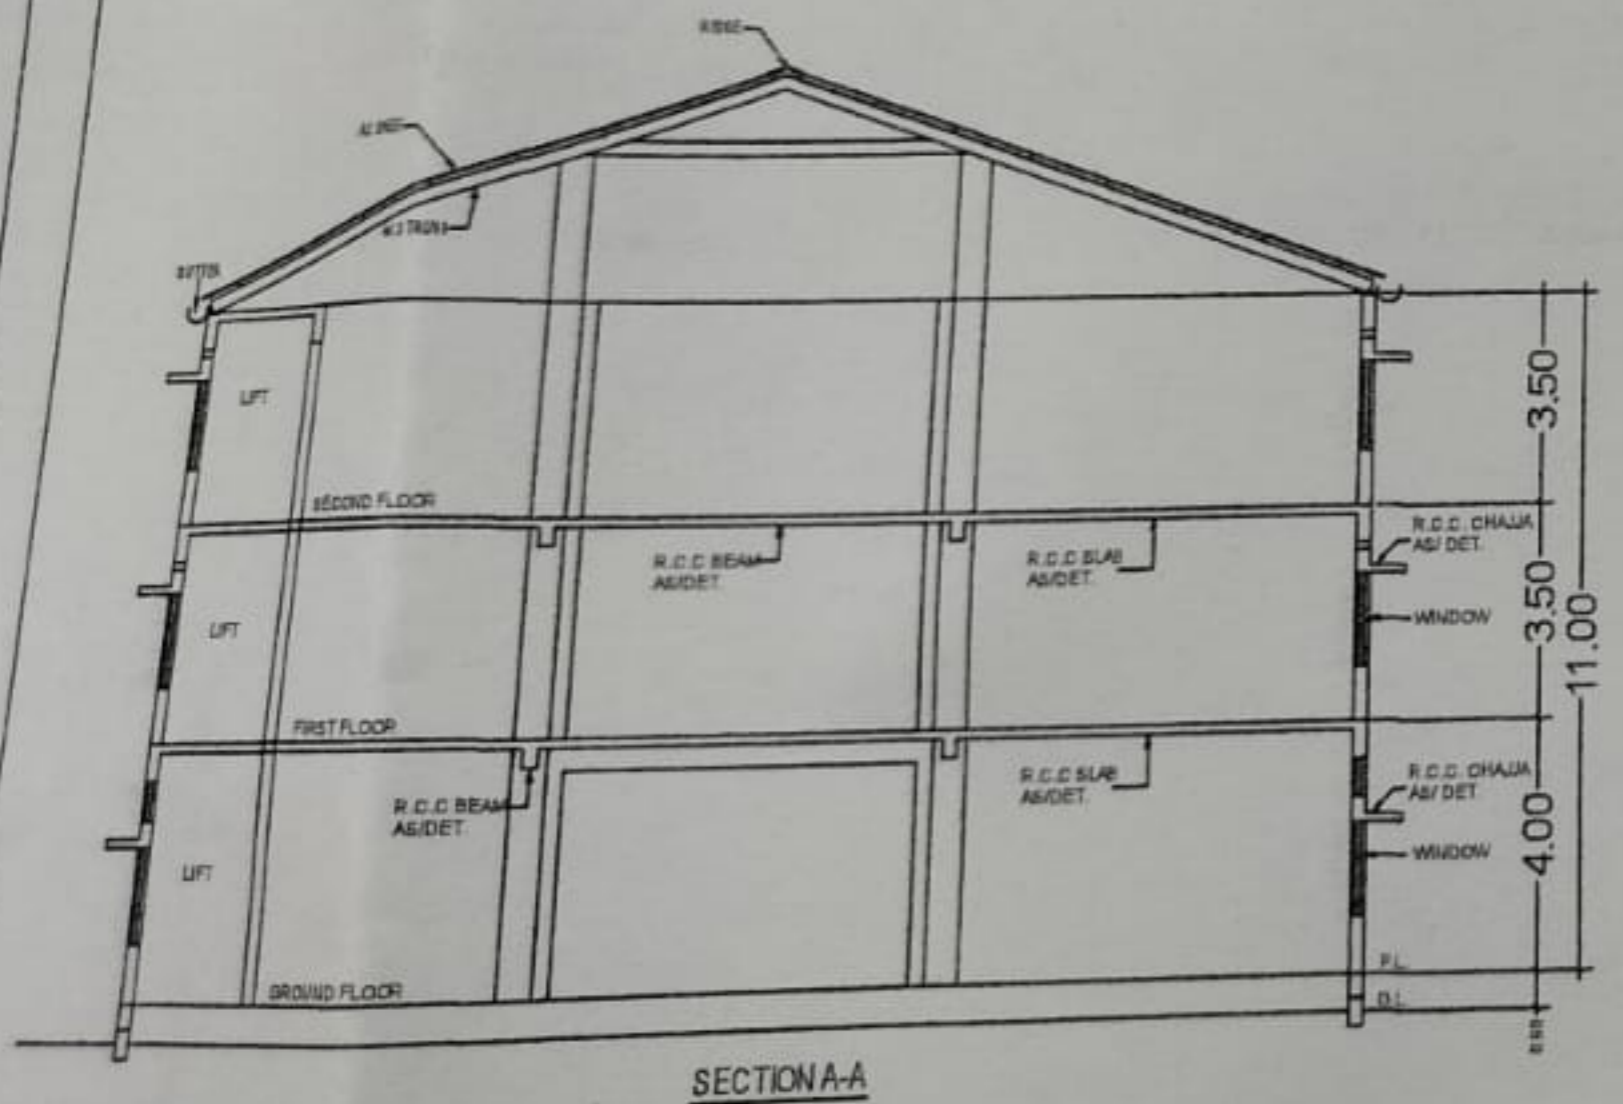 RIDGE
M.S TRUSS
GUTTER
LIFT
3.50
SECOND FLOOR
R.C.C BEAM
AS/DET.
R.C.C SLAB
AS/DET.
R.C.C. CHAJJA
AS/ DET.
LIFT
WINDOW
3.50
11.00
FIRST FLOOR
R.C.C BEAM
AS/DET.
R.C.C SLAB
AS/DET.
R.C.C. CHAJJA
AS/ DET.
4.00
WINDOW
LIFT
GROUND FLOOR
P.L.
G.L.
SECTION A-A